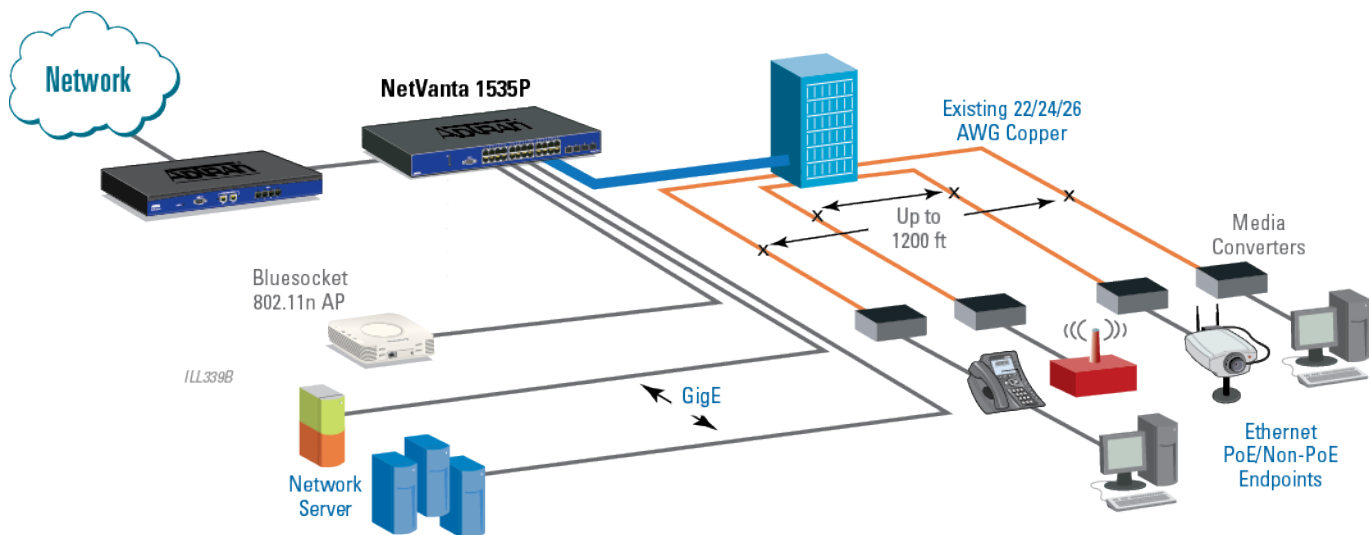 Network
NetVanta 1535P
ADTRAN
ADTRAN
Existing 22/24/26
AWG Copper
Up to
1200 ft
Media
Converters
Bluesocket
802.11n AP
ILL339B
GigE
Network
Server
Ethernet
PoE/Non-PoE
Endpoints